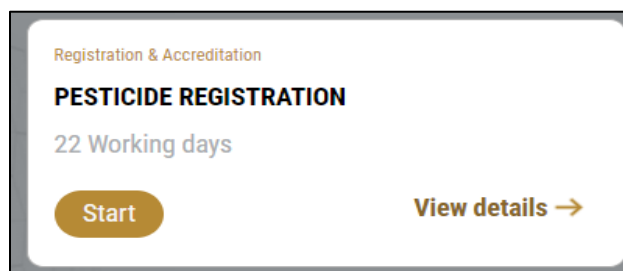 Registration & Accreditation
PESTICIDE REGISTRATION
22 Working days
Start
View details →